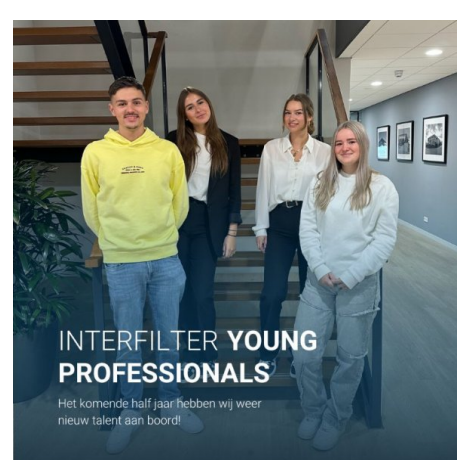 INTERFILTER YOUNG
PROFESSIONALS
Het komende half jaar hebben wij weer
nieuw talent aan boord!